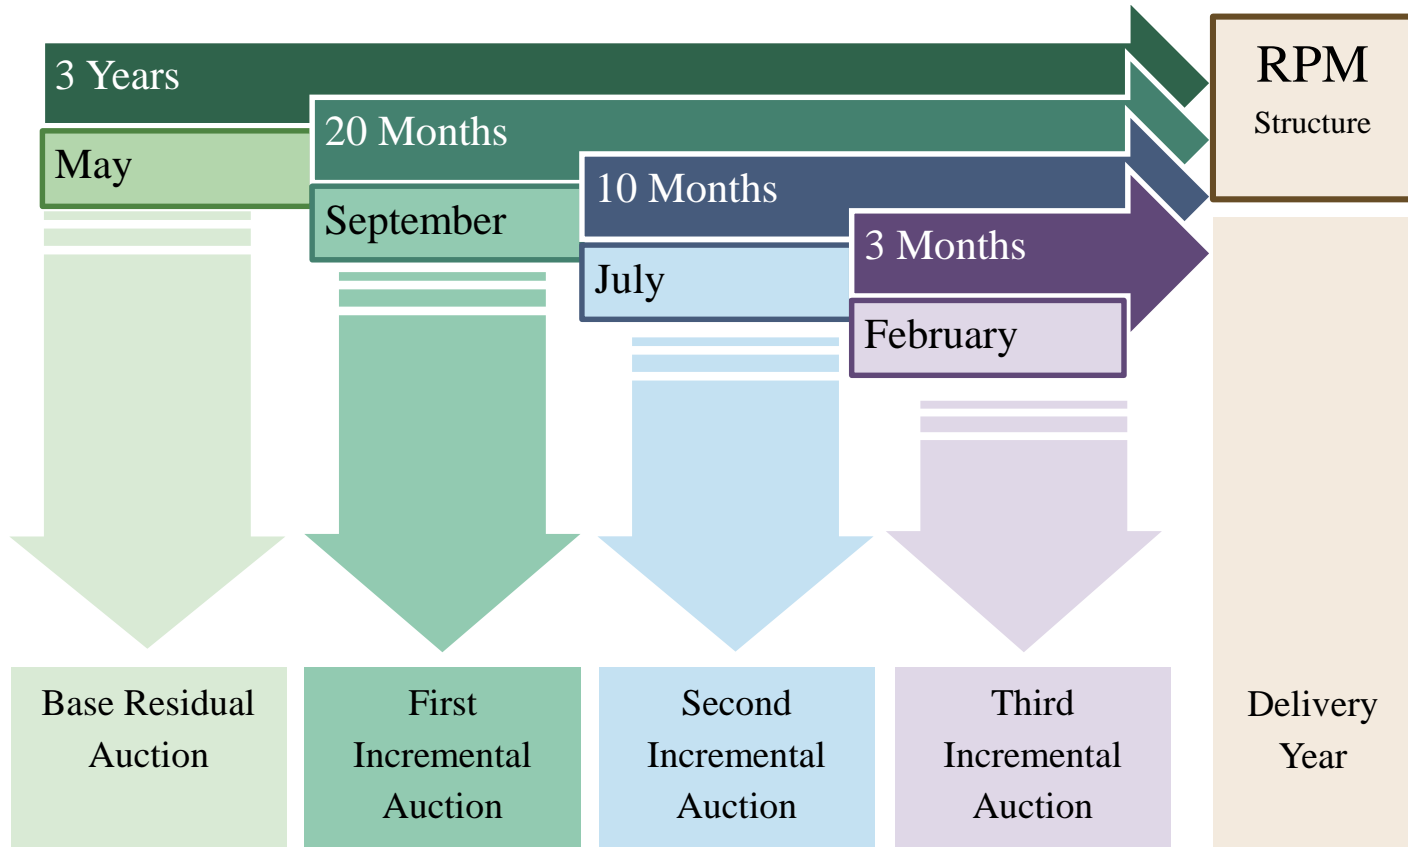 3 Years
RPM
Structure
May
20 Months
September
10 Months
July
3 Months
February
Base Residual
Auction
First
Incremental
Auction
Second
Incremental
Auction
Third
Incremental
Auction
Delivery
Year